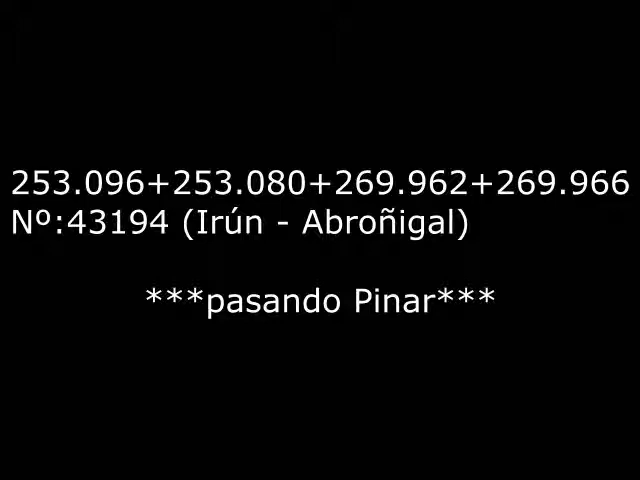 253.096+253.080+269.962+269.966
Nº:43194 (Irún - Abroñigal)
***pasando Pinar***